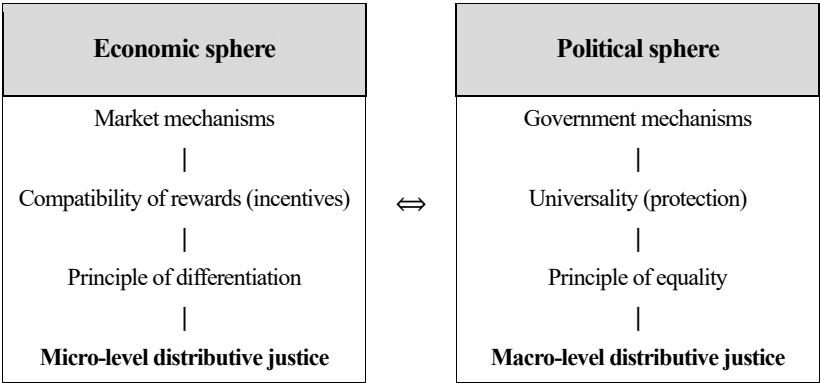 Economic sphere
Market mechanisms
|
Compatibility of rewards (incentives)
|
Principle of differentiation
|
Micro-level distributive justice
⇔
Political sphere
Government mechanisms
|
Universality (protection)
|
Principle of equality
|
Macro-level distributive justice